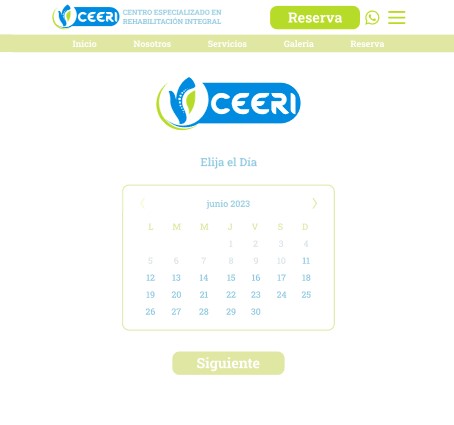 CEERI
CENTRO ESPECIALIZADO EN
REHABILITACIÓN INTEGRAL
Reserva
Inicio Nosotros Servicios Galeria Reserva
CEERI
Elija el Dia
junio 2023
L M M J V S D
1 2 3 4
5 6 7 8 9 10 11
12 13 14 15 16 17 18
19 20 21 22 23 24 25
26 27 28 29 30
Siguiente